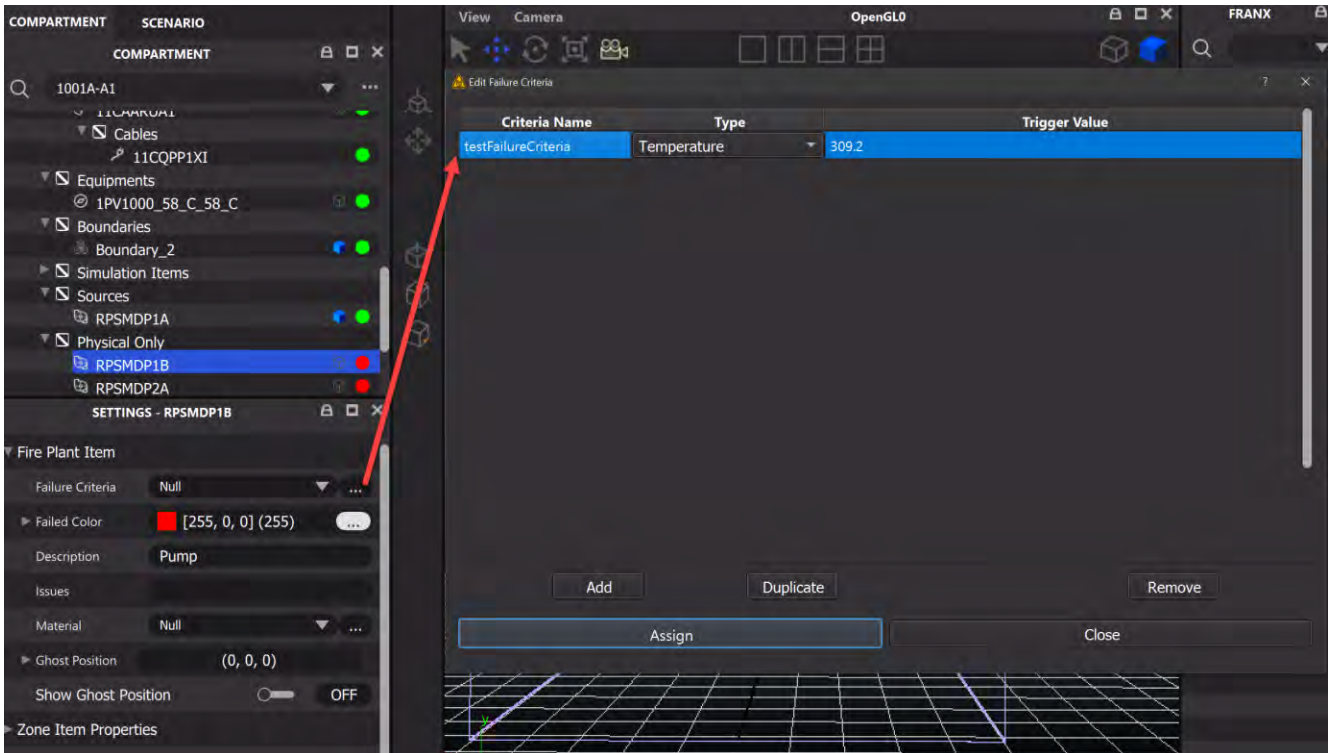 COMPARTMENT SCENARIO
COMPARTMENT
1001A-A1
Cables
11CQPP1XI
Equipments
1PV1000_58_C_58_C
Boundaries
Boundary_2
Simulation Items
Sources
RPSMDP1A
Physical Only
RPSMDP1B
RPSMDP2A
SETTINGS - RPSMDP1B
Fire Plant Item
Failure Criteria Null ...
Failed Color [255, 0, 0] (255) ...
Description Pump
Issues
Material Null ...
Ghost Position (0, 0, 0)
Show Ghost Position OFF
Zone Item Properties
View Camera OpenGL0
FRANX
Edit Failure Criteria ? ×
Criteria Name Type Trigger Value
testFailureCriteria Temperature 309.2
Add Duplicate Remove
Assign Close
y